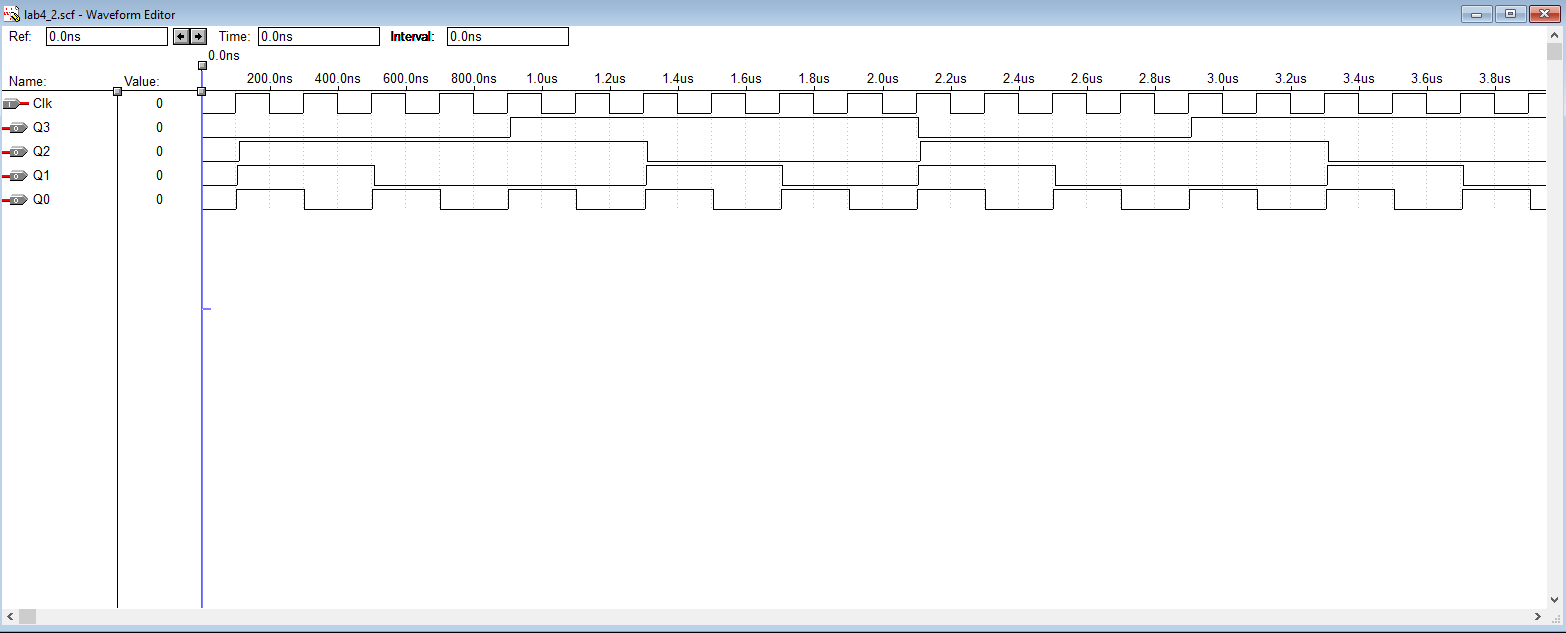 lab4_2.scf - Waveform Editor
Ref: 0.0ns Time: 0.0ns Interval: 0.0ns
0.0ns
Name: Value: 200.0ns 400.0ns 600.0ns 800.0ns 1.0us 1.2us 1.4us 1.6us 1.8us 2.0us 2.2us 2.4us 2.6us 2.8us 3.0us 3.2us 3.4us 3.6us 3.8us
Clk 0
Q3 0
Q2 0
Q1 0
Q0 0